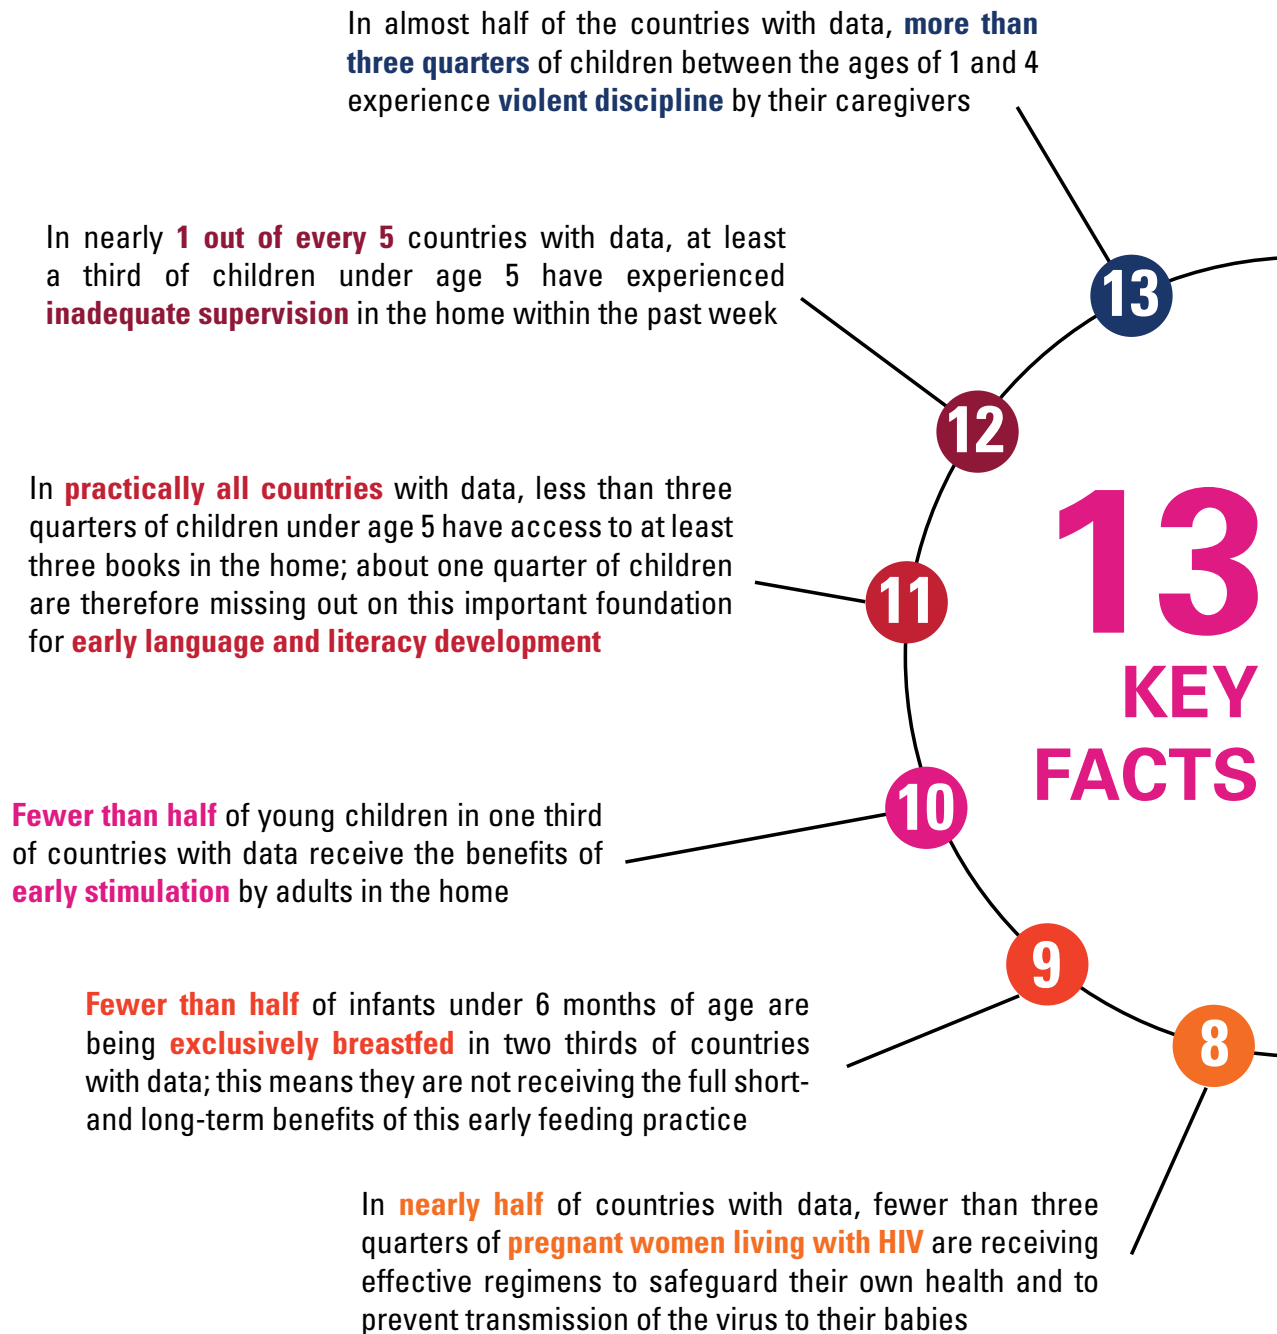 In almost half of the countries with data, more than
three quarters of children between the ages of 1 and 4
experience violent discipline by their caregivers
13
In nearly 1 out of every 5 countries with data, at least
a third of children under age 5 have experienced
inadequate supervision in the home within the past week
12
In practically all countries with data, less than three
quarters of children under age 5 have access to at least
three books in the home; about one quarter of children
are therefore missing out on this important foundation
for early language and literacy development
11
13
KEY
FACTS
Fewer than half of young children in one third
of countries with data receive the benefits of
early stimulation by adults in the home
10
Fewer than half of infants under 6 months of age are
being exclusively breastfed in two thirds of countries
with data; this means they are not receiving the full short-
and long-term benefits of this early feeding practice
9
8
In nearly half of countries with data, fewer than three
quarters of pregnant women living with HIV are receiving
effective regimens to safeguard their own health and to
prevent transmission of the virus to their babies